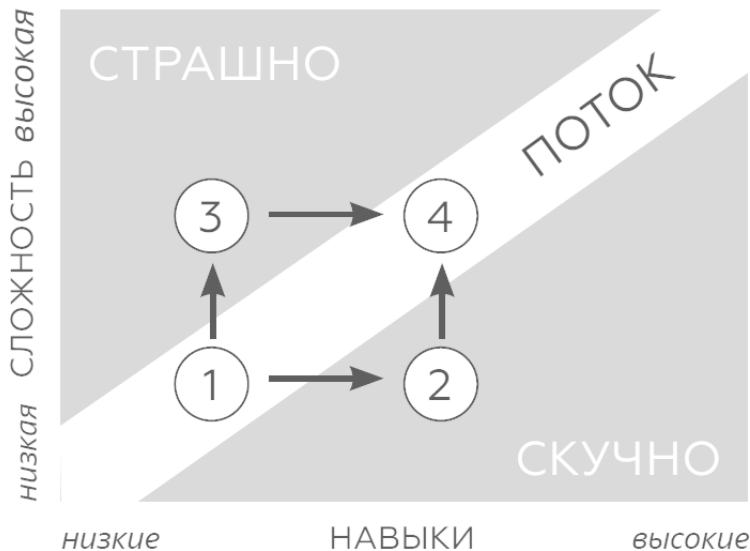 СЛОЖНОСТЬ
высокая
низкая
СТРАШНО
ПОТОК
3
4
1
2
СКУЧНО
низкие
НАВЫКИ
высокие